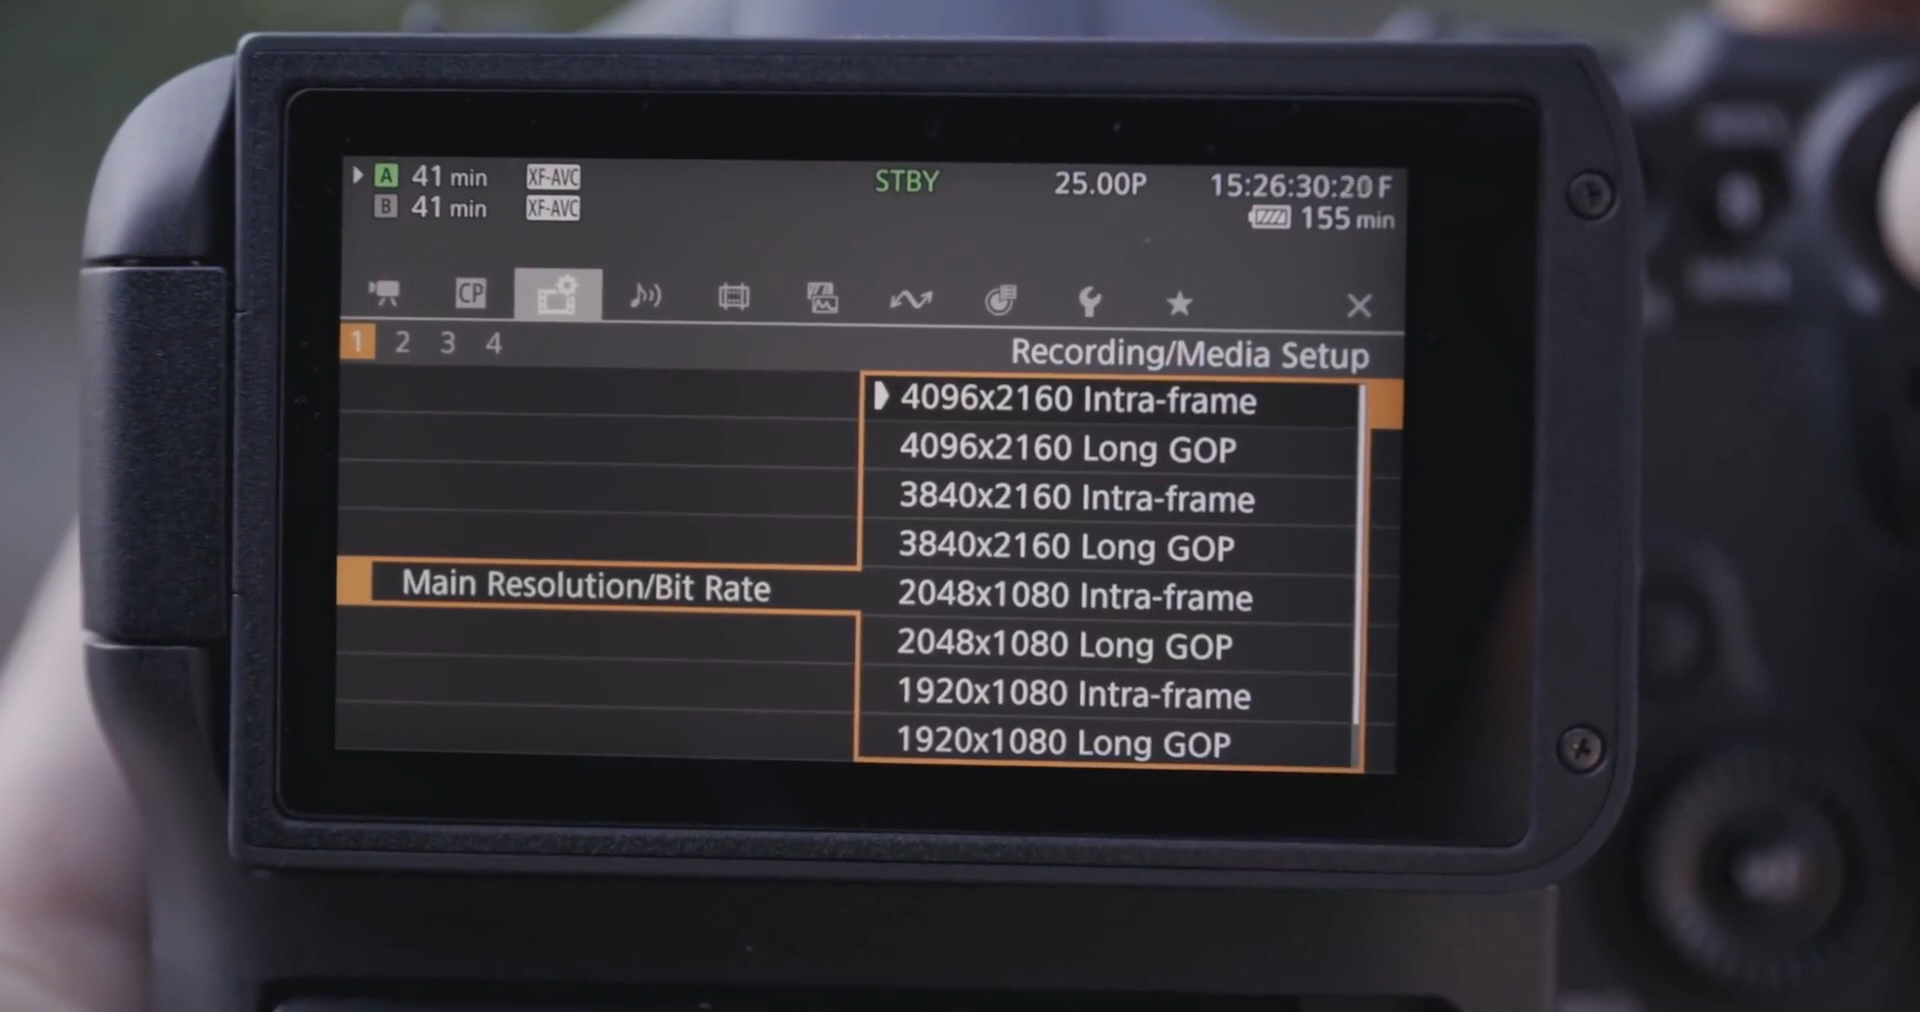 A 41 min XF-AVC STBY 25.00P 15:26:30:20 F
B 41 min XF-AVC 155 min
CP
1 2 3 4
Recording/Media Setup
4096x2160 Intra-frame
4096x2160 Long GOP
3840x2160 Intra-frame
3840x2160 Long GOP
Main Resolution/Bit Rate
2048x1080 Intra-frame
2048x1080 Long GOP
1920x1080 Intra-frame
1920x1080 Long GOP